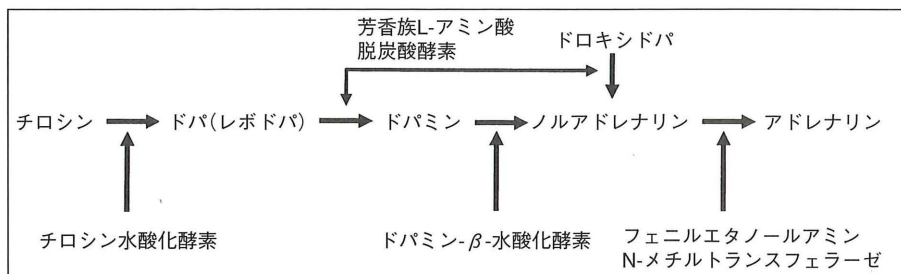 芳香族L-アミン酸
脱炭酸酵素
ドロキシドパ
チロシン
ドパ(レボドパ)
ドパミン
ノルアドレナリン
アドレナリン
チロシン水酸化酵素
ドパミン-β-水酸化酵素
フェニルエタノールアミン
N-メチルトランスフェラーゼ